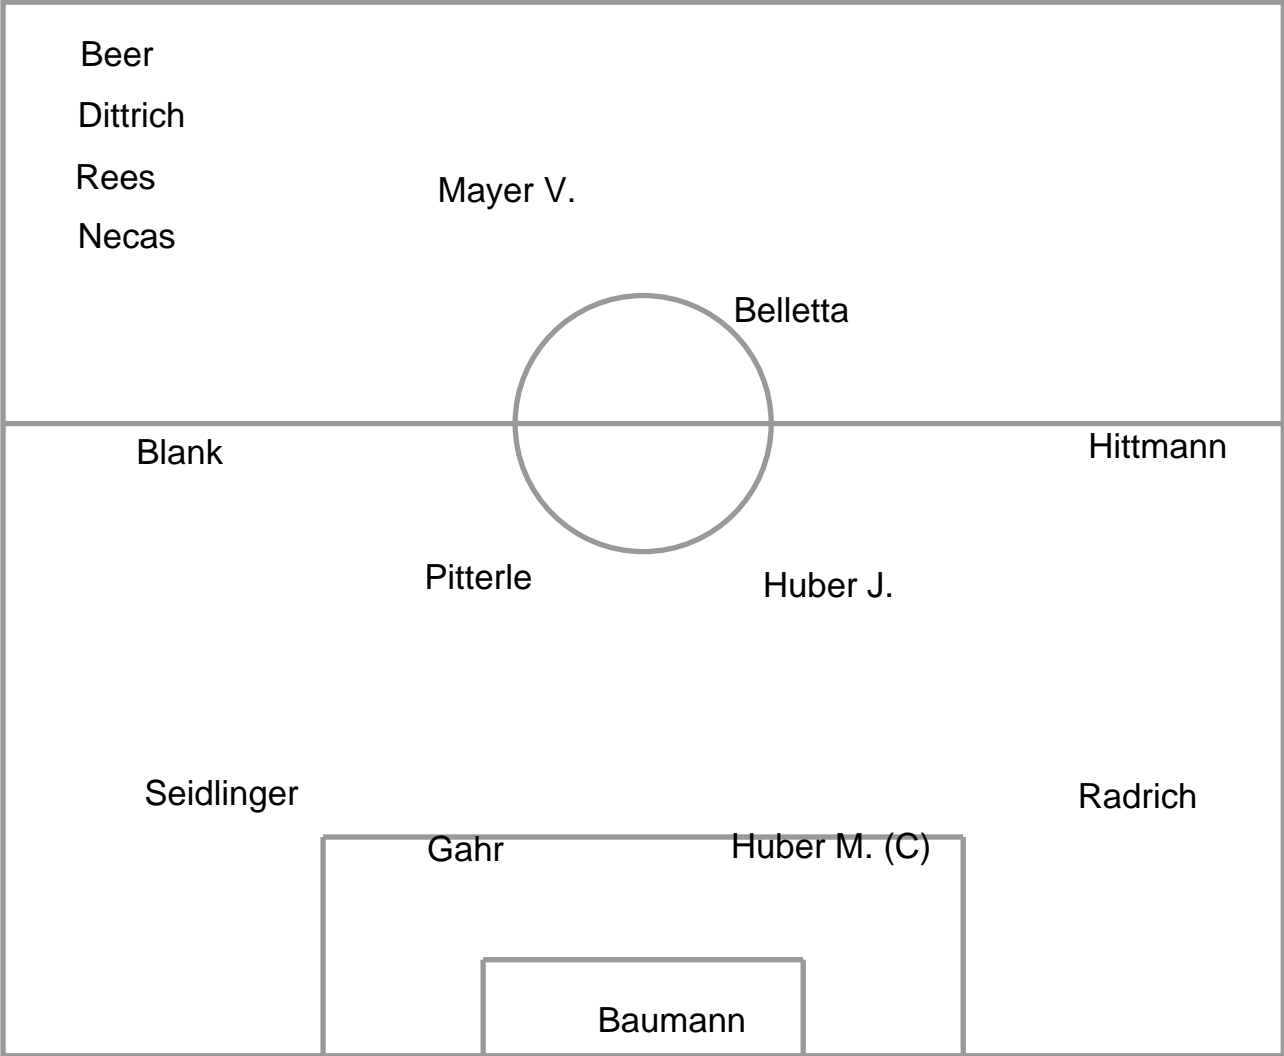 Beer
Dittrich
Rees
Mayer V.
Necas
Belletta
Blank
Hittmann
Pitterle
Huber J.
Seidlinger
Radrich
Gahr
Huber M. (C)
Baumann